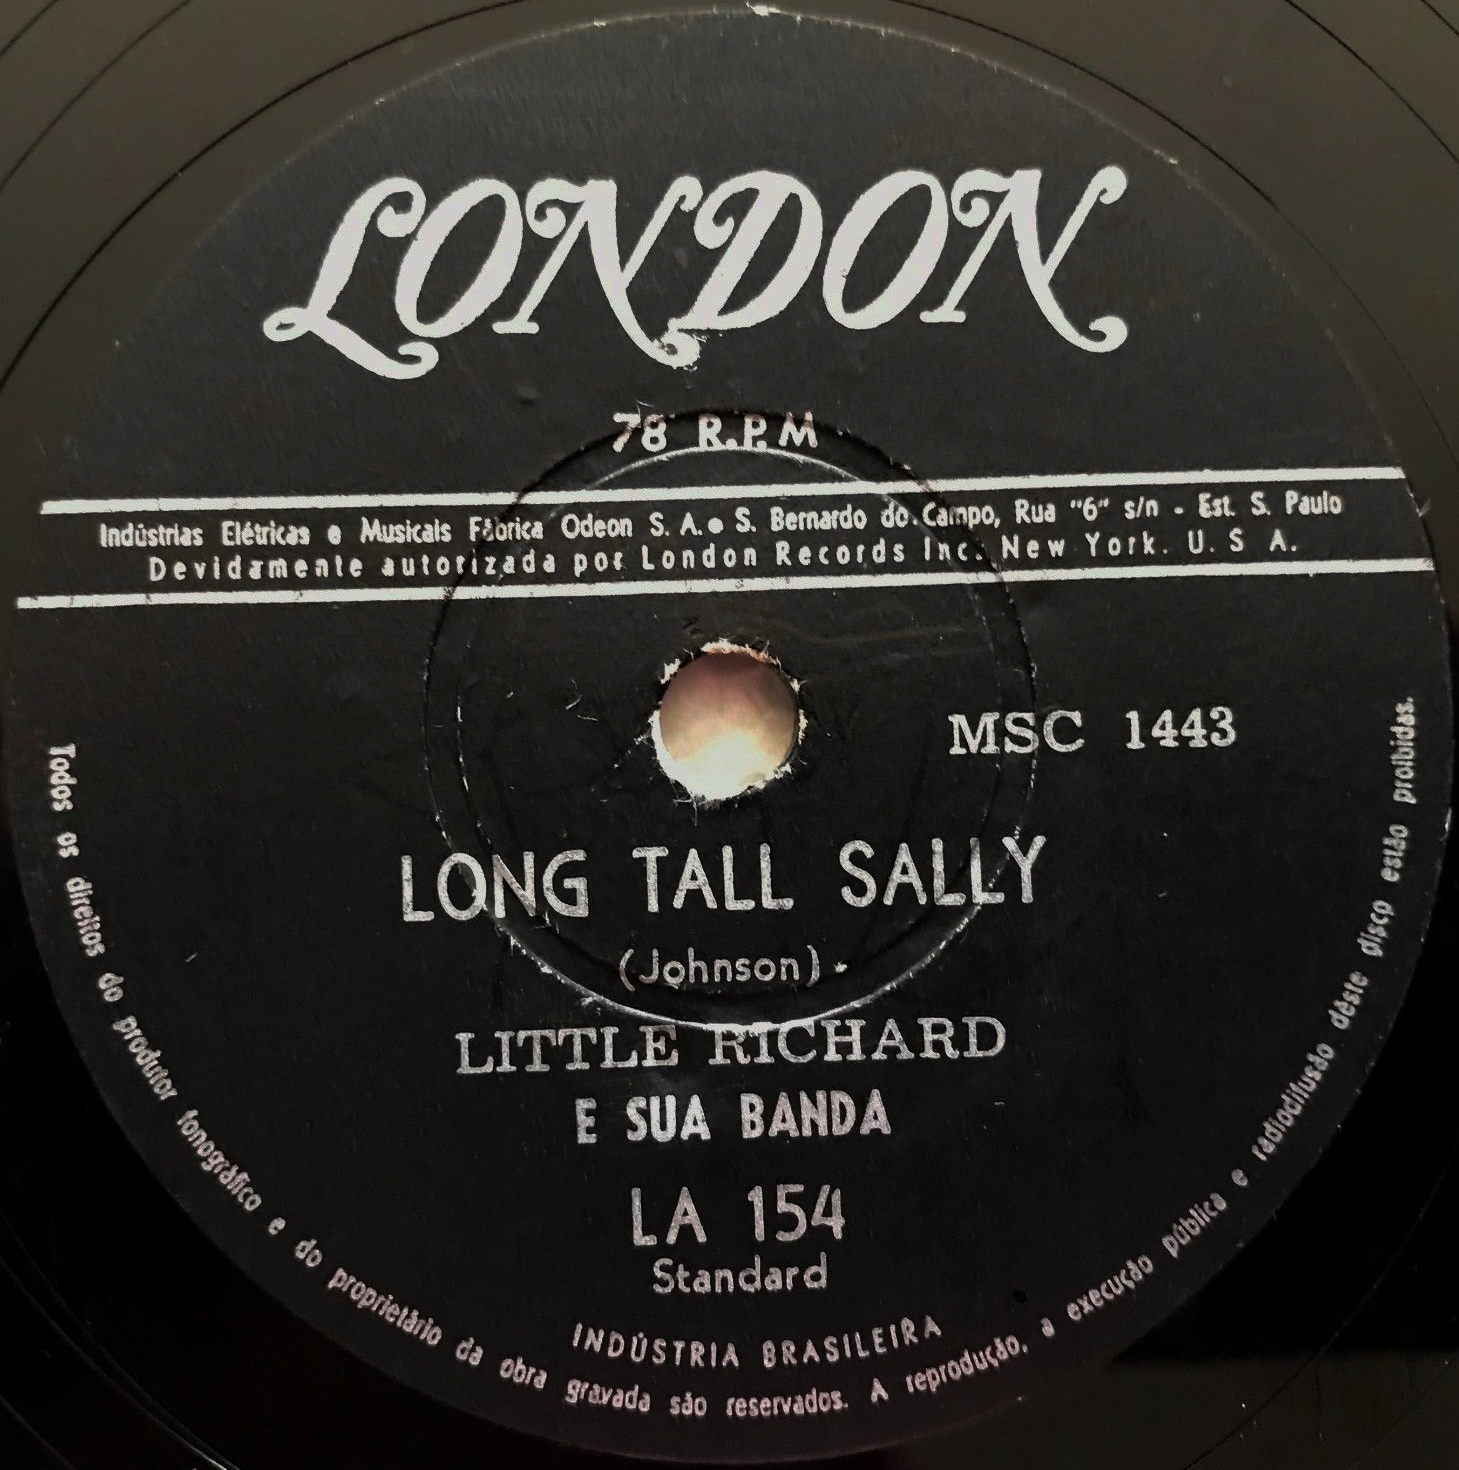 LONDON
78 R.P.M
Indústrias Elétricas e Musicais Fábrica Odeon S. A. • S. Bernardo do Campo, Rua "6" s/n - Est. S. Paulo
Devidamente autorizada por London Records Inc. New York. U. S A.
MSC 1443
LONG TALL SALLY
(Johnson)
LITTLE RICHARD
E SUA BANDA
LA 154
Standard
INDÚSTRIA BRASILEIRA
Todos os direitos do produtor fonográfico e do proprietário da obra gravada são reservados. A reprodução, a execução pública e radiodifusão dêste disco estão proibidas.